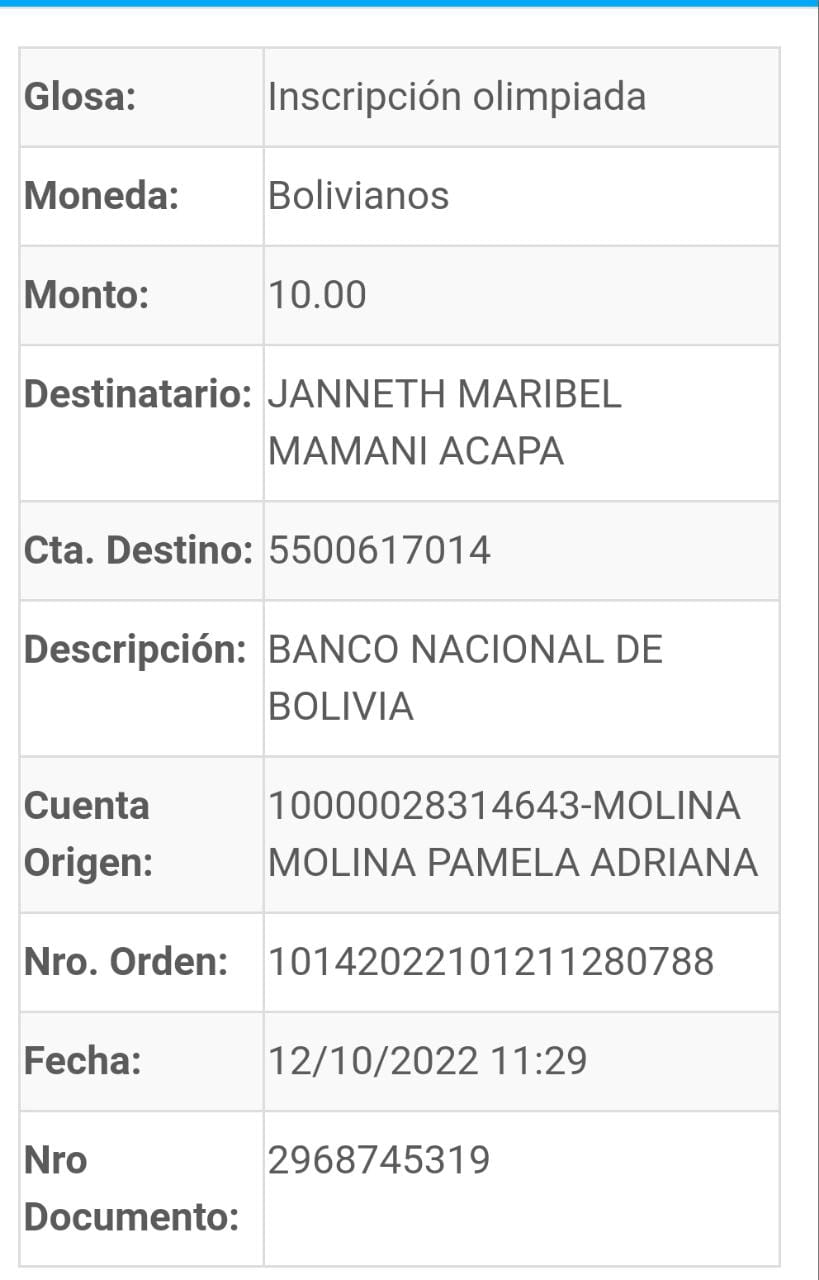 Glosa: Inscripción olimpiada
Moneda: Bolivianos
Monto: 10.00
Destinatario: JANNETH MARIBEL
MAMANI ACAPA
Cta. Destino: 5500617014
Descripción: BANCO NACIONAL DE
BOLIVIA
Cuenta 10000028314643-MOLINA
Origen: MOLINA PAMELA ADRIANA
Nro. Orden: 10142022101211280788
Fecha: 12/10/2022 11:29
Nro 2968745319
Documento: